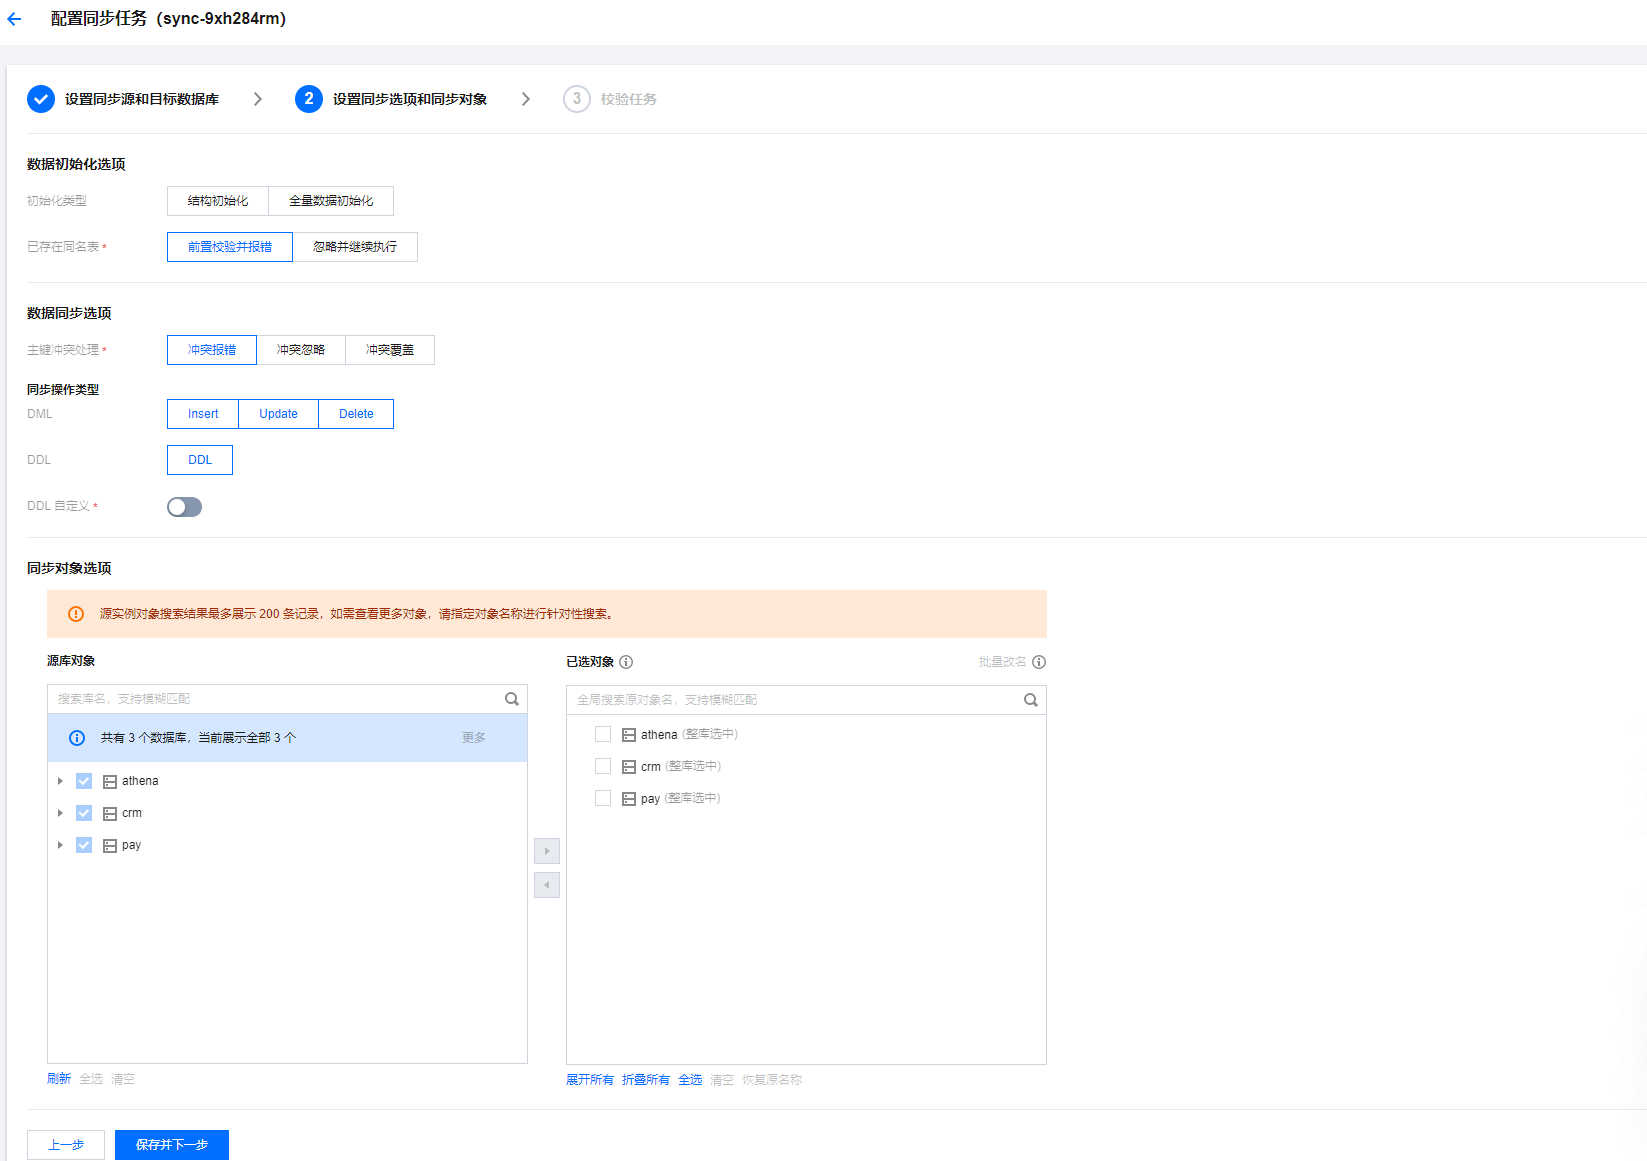 配置同步任务（sync-9xh284rm）
设置同步源和目标数据库
2 设置同步选项和同步对象
3 校验任务
数据初始化选项
初始化类型 结构初始化 全量数据初始化
已存在同名表* 前置校验并报错 忽略并继续执行
数据同步选项
主键冲突处理* 冲突报错 冲突忽略 冲突覆盖
同步操作类型
DML Insert Update Delete
DDL DDL
DDL 自定义*
同步对象选项
源实例对象搜索结果最多展示 200 条记录，如需查看更多对象，请指定对象名称进行针对性搜索。
源库对象
搜索库名，支持模糊匹配
共有 3 个数据库，当前展示全部 3 个 更多
athena
crm
pay
刷新 全选 清空
已选对象 批量改名
全局搜索原对象名，支持模糊匹配
athena (整库选中)
crm (整库选中)
pay (整库选中)
展开所有 折叠所有 全选 清空 恢复原名称
上一步 保存并下一步